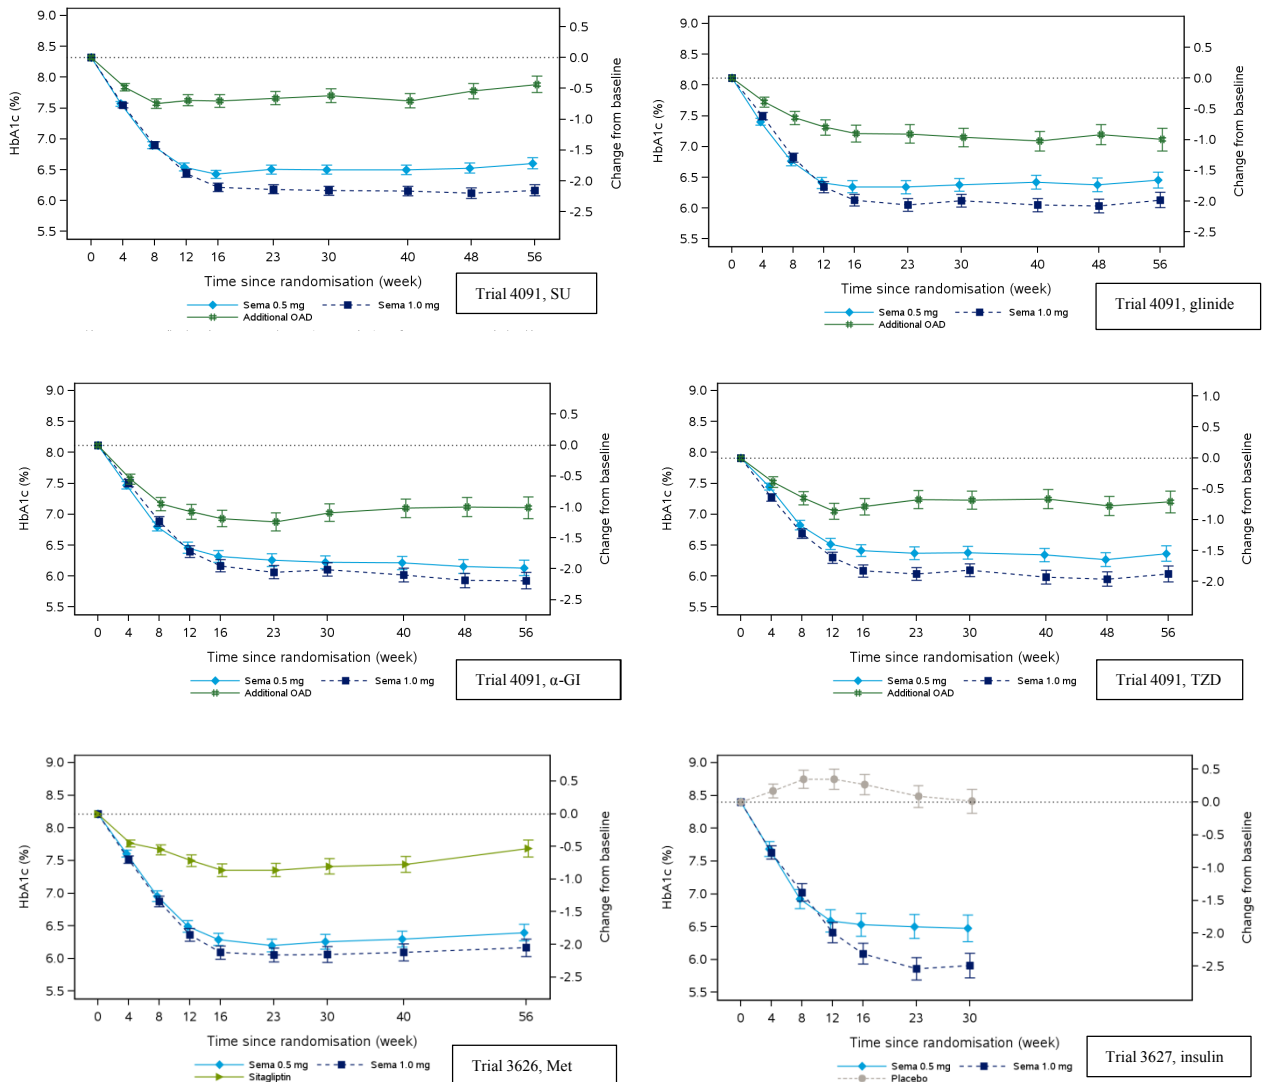 HbA1c (%)
9.0
8.5
8.0
7.5
7.0
6.5
6.0
5.5
0.5
0.0
-0.5
-1.0
-1.5
-2.0
-2.5
Change from baseline
0 4 8 12 16 23 30 40 48 56
Time since randomisation (week)
Sema 0.5 mg Sema 1.0 mg
Additional OAD
Trial 4091, SU
HbA1c (%)
9.0
8.5
8.0
7.5
7.0
6.5
6.0
5.5
0.5
0.0
-0.5
-1.0
-1.5
-2.0
-2.5
Change from baseline
0 4 8 12 16 23 30 40 48 56
Time since randomisation (week)
Sema 0.5 mg Sema 1.0 mg
Additional OAD
Trial 4091, glinide
HbA1c (%)
9.0
8.5
8.0
7.5
7.0
6.5
6.0
5.5
0.5
0.0
-0.5
-1.0
-1.5
-2.0
-2.5
Change from baseline
0 4 8 12 16 23 30 40 48 56
Time since randomisation (week)
Sema 0.5 mg Sema 1.0 mg
Additional OAD
Trial 4091, α-GI
HbA1c (%)
9.0
8.5
8.0
7.5
7.0
6.5
6.0
5.5
1.0
0.5
0.0
-0.5
-1.0
-1.5
-2.0
Change from baseline
0 4 8 12 16 23 30 40 48 56
Time since randomisation (week)
Sema 0.5 mg Sema 1.0 mg
Additional OAD
Trial 4091, TZD
HbA1c (%)
9.0
8.5
8.0
7.5
7.0
6.5
6.0
5.5
0.5
0.0
-0.5
-1.0
-1.5
-2.0
-2.5
Change from baseline
0 4 8 12 16 23 30 40 56
Time since randomisation (week)
Sema 0.5 mg Sema 1.0 mg
Sitagliptin
Trial 3626, Met
HbA1c (%)
9.0
8.5
8.0
7.5
7.0
6.5
6.0
5.5
0.5
0.0
-0.5
-1.0
-1.5
-2.0
-2.5
Change from baseline
0 4 8 12 16 23 30
Time since randomisation (week)
Sema 0.5 mg Sema 1.0 mg
Placebo
Trial 3627, insulin